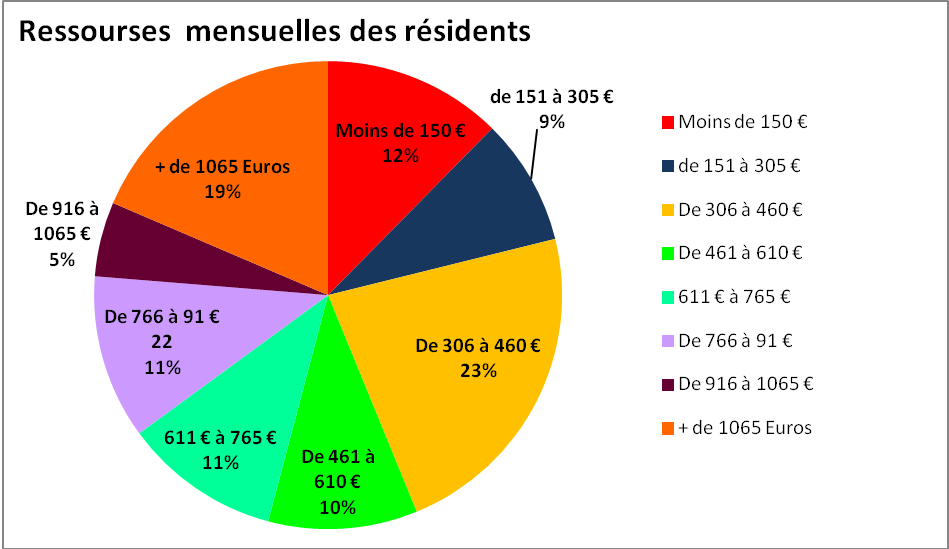 Ressourses  mensuelles des résidents
Moins de 150 €
12%
de 151 à 305 €
9%
De 306 à 460 €
23%
De 461 à
610 €
10%
611 € à 765 €
11%
De 766 à 91 €
22
11%
De 916 à
1065 €
5%
+ de 1065 Euros
19%
Moins de 150 €
de 151 à 305 €
De 306 à 460 €
De 461 à 610 €
611 € à 765 €
De 766 à 91 €
De 916 à 1065 €
+ de 1065 Euros